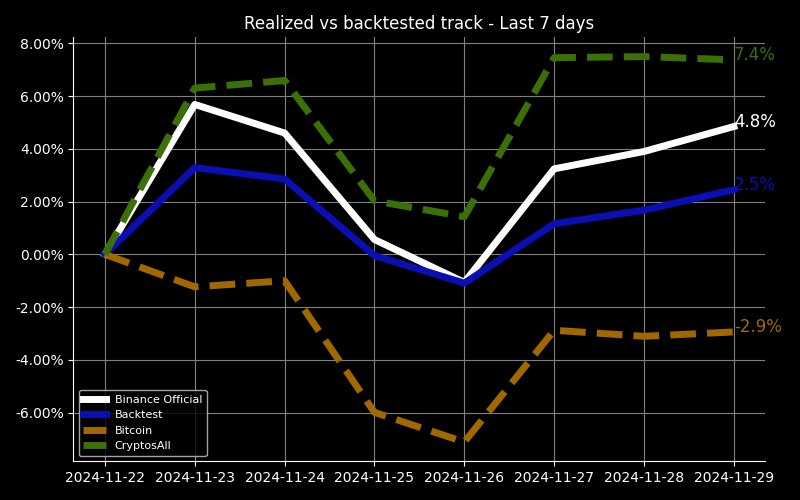 Realized vs backtested track - Last 7 days
8.00%
6.00%
4.00%
2.00%
0.00%
-2.00%
-4.00%
-6.00%
7.4%
4.8%
2.5%
-2.9%
Binance Official
Backtest
Bitcoin
CryptosAll
2024-11-22 2024-11-23 2024-11-24 2024-11-25 2024-11-26 2024-11-27 2024-11-28 2024-11-29